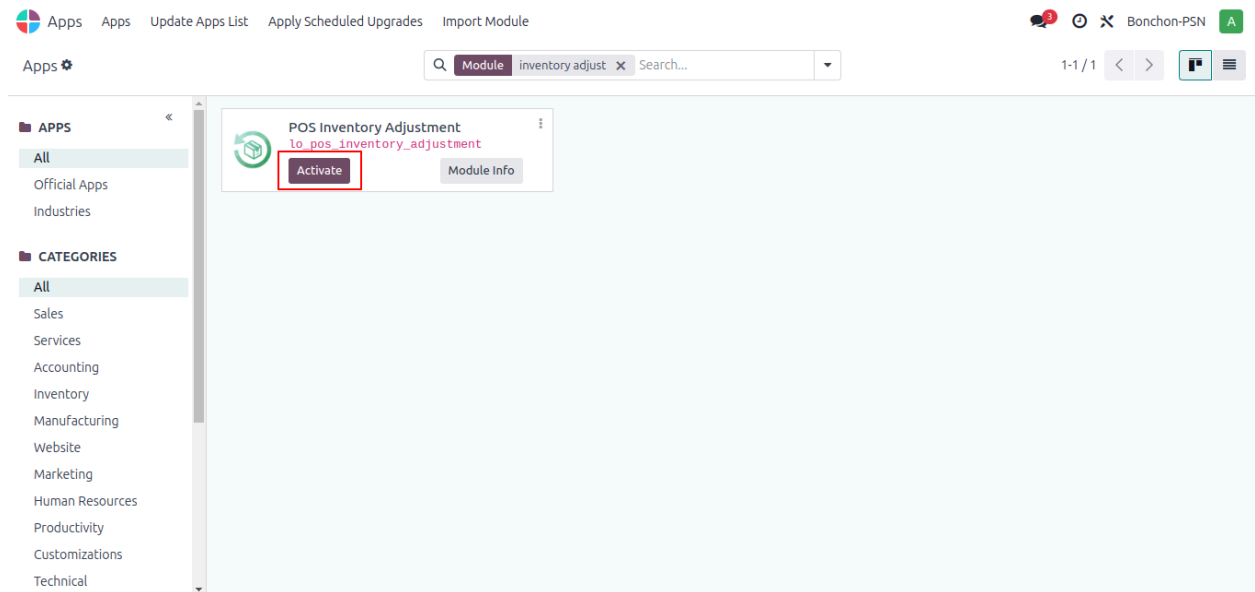 Apps Apps Update Apps List Apply Scheduled Upgrades Import Module 3 Bonchon-PSN A
Apps Module inventory adjust Search... 1-1 / 1
APPS
All
Official Apps
Industries
CATEGORIES
All
Sales
Services
Accounting
Inventory
Manufacturing
Website
Marketing
Human Resources
Productivity
Customizations
Technical
POS Inventory Adjustment
lo_pos_inventory_adjustment
Activate Module Info